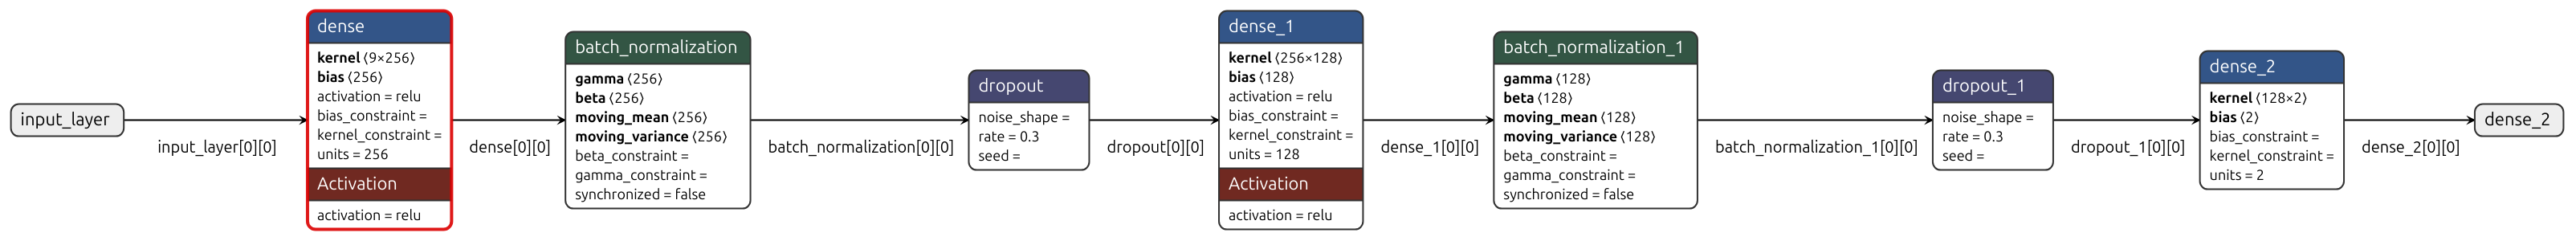 input_layer
input_layer[0][0]
dense
kernel ⟨9×256⟩
bias ⟨256⟩
activation = relu
bias_constraint =
kernel_constraint =
units = 256
Activation
activation = relu
dense[0][0]
batch_normalization
gamma ⟨256⟩
beta ⟨256⟩
moving_mean ⟨256⟩
moving_variance ⟨256⟩
beta_constraint =
gamma_constraint =
synchronized = false
batch_normalization[0][0]
dropout
noise_shape =
rate = 0.3
seed =
dropout[0][0]
dense_1
kernel ⟨256×128⟩
bias ⟨128⟩
activation = relu
bias_constraint =
kernel_constraint =
units = 128
Activation
activation = relu
dense_1[0][0]
batch_normalization_1
gamma ⟨128⟩
beta ⟨128⟩
moving_mean ⟨128⟩
moving_variance ⟨128⟩
beta_constraint =
gamma_constraint =
synchronized = false
batch_normalization_1[0][0]
dropout_1
noise_shape =
rate = 0.3
seed =
dropout_1[0][0]
dense_2
kernel ⟨128×2⟩
bias ⟨2⟩
bias_constraint =
kernel_constraint =
units = 2
dense_2[0][0]
dense_2